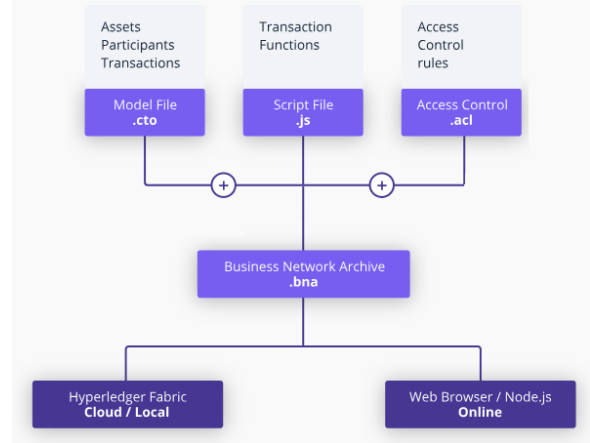 Assets
Participants
Transactions
Transaction
Functions
Access
Control
rules
Model File
.cto
Script File
.js
Access Control
.acl
+
+
Business Network Archive
.bna
Hyperledger Fabric
Cloud / Local
Web Browser / Node.js
Online